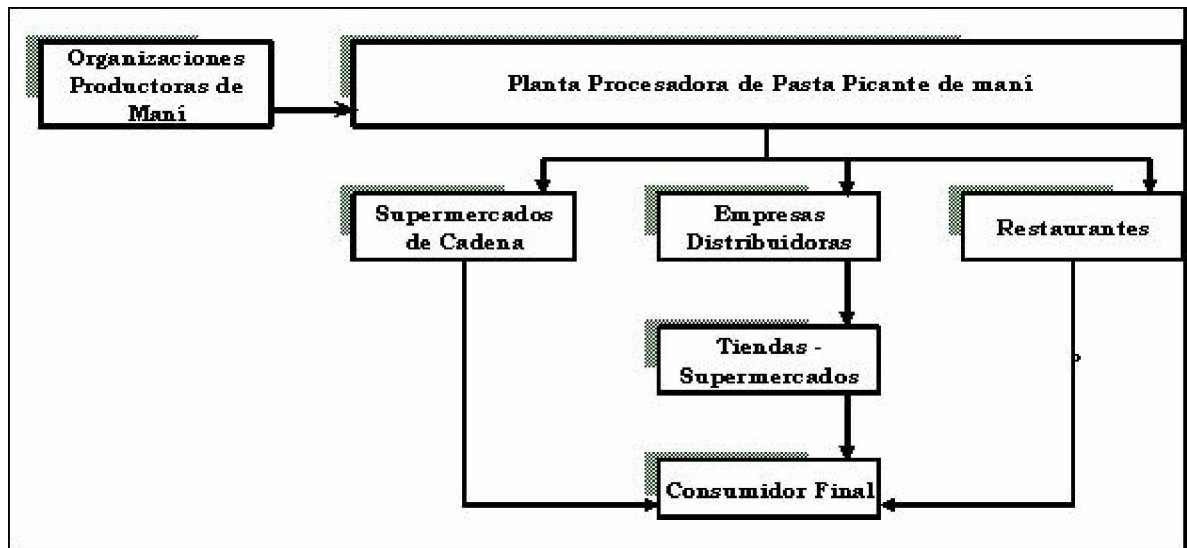 Organizaciones
Productoras de
Maní
Planta Procesadora de Pasta Picante de maní
Supermercados
de Cadena
Empresas
Distribuidoras
Restaurantes
Tiendas -
Supermercados
Consumidor Final